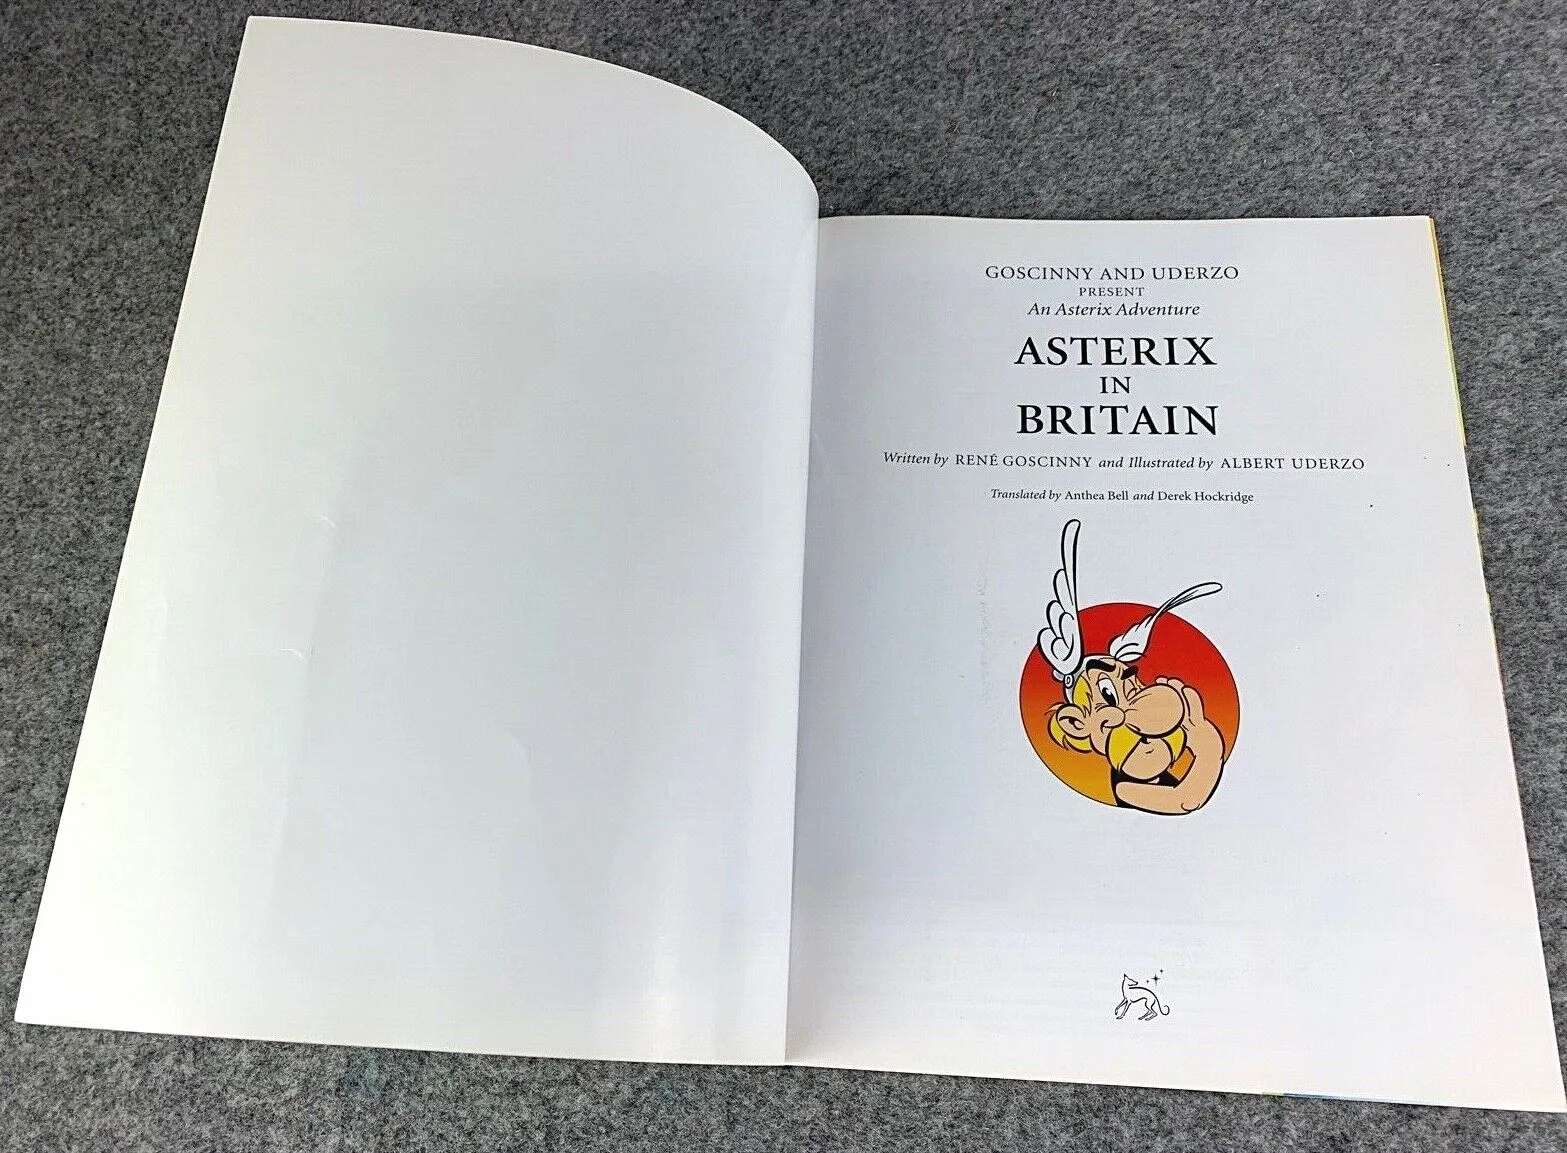 GOSCINNY AND UDERZO
PRESENT
An Asterix Adventure
ASTERIX
IN
BRITAIN
Written by RENÉ GOSCINNY and Illustrated by ALBERT UDERZO
Translated by Anthea Bell and Derek Hockridge